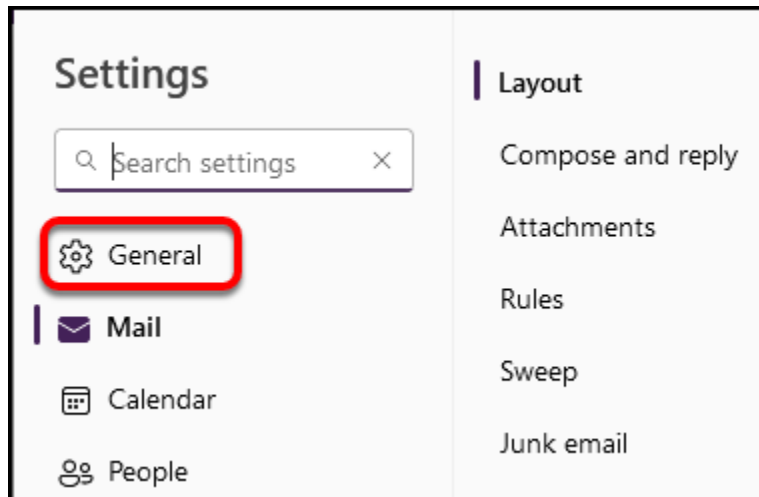 Settings
Search settings
General
Mail
Calendar
People
Layout
Compose and reply
Attachments
Rules
Sweep
Junk email